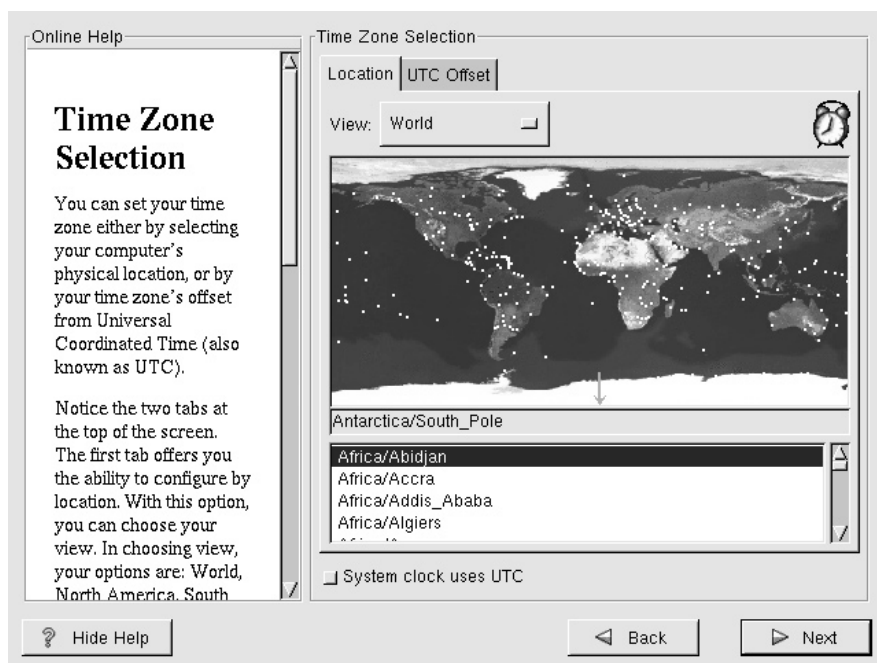 Online Help
Time Zone
Selection
You can set your time
zone either by selecting
your computer's
physical location, or by
your time zone's offset
from Universal
Coordinated Time (also
known as UTC).
Notice the two tabs at
the top of the screen.
The first tab offers you
the ability to configure by
location. With this option,
you can choose your
view. In choosing view,
your options are: World,
North America, South
Time Zone Selection
Location UTC Offset
View: World
Antarctica/South_Pole
Africa/Abidjan
Africa/Accra
Africa/Addis_Ababa
Africa/Algiers
System clock uses UTC
Hide Help Back Next